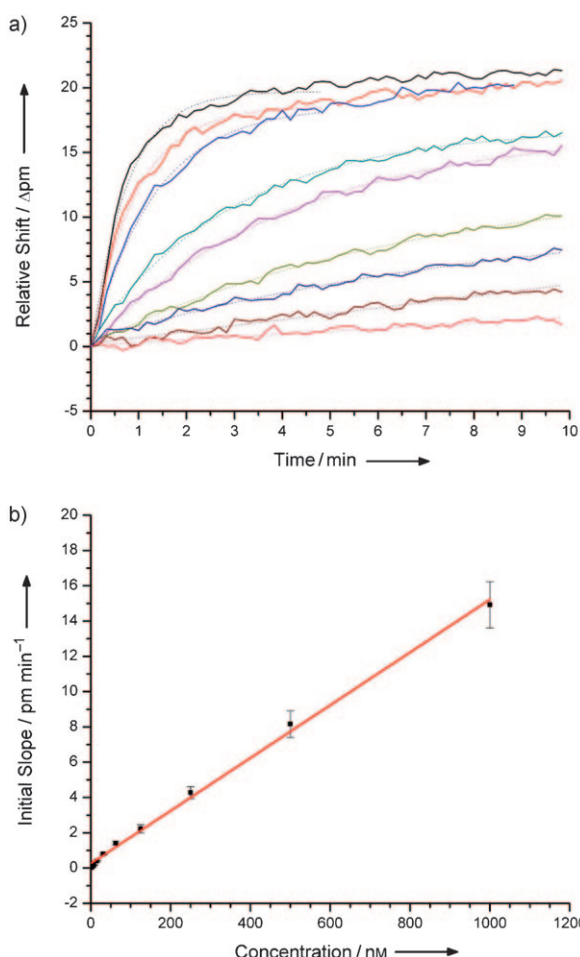 a)
25
20
15
10
5
0
-5
Relative Shift / Δpm
0 1 2 3 4 5 6 7 8 9 10
Time / min
b)
20
18
16
14
12
10
8
6
4
2
0
-2
Initial Slope / pm min⁻¹
0 200 400 600 800 1000 1200
Concentration / nM